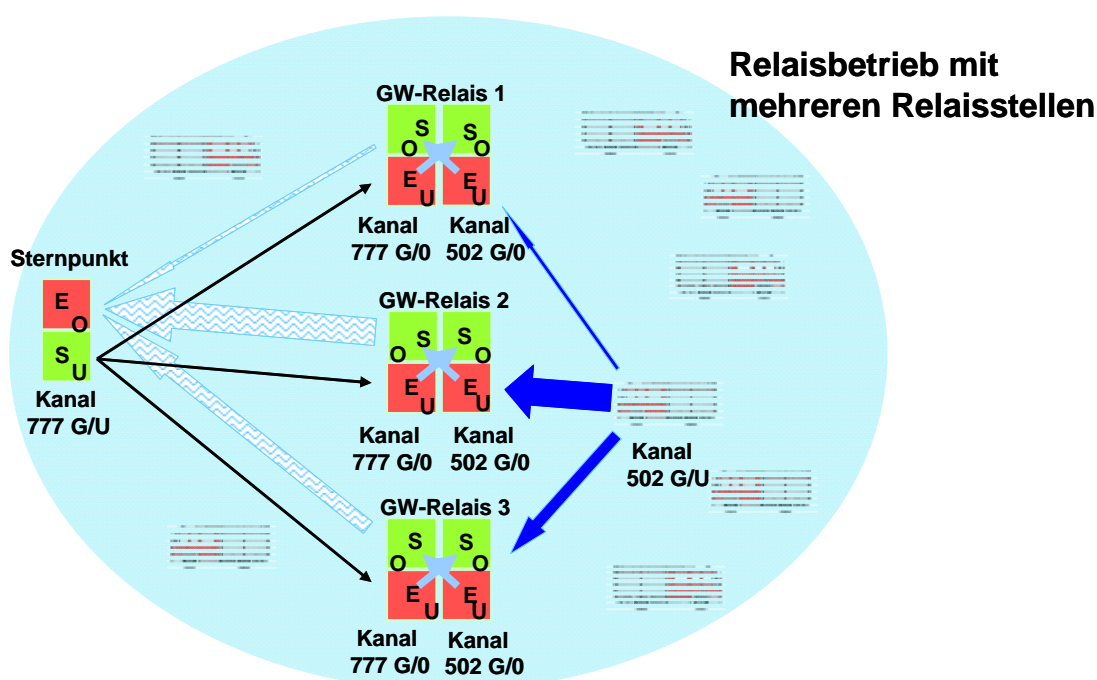 Relaisbetrieb mit
mehreren Relaisstellen
GW-Relais 1
S
S
O
O
E
E
U
U
Kanal
Kanal
777 G/0
502 G/0
Sternpunkt
E
O
S
U
Kanal
777 G/U
GW-Relais 2
S
S
O
O
E
E
U
U
Kanal
Kanal
777 G/0
502 G/0
Kanal
502 G/U
GW-Relais 3
S
S
O
O
E
E
U
U
Kanal
Kanal
777 G/0
502 G/0